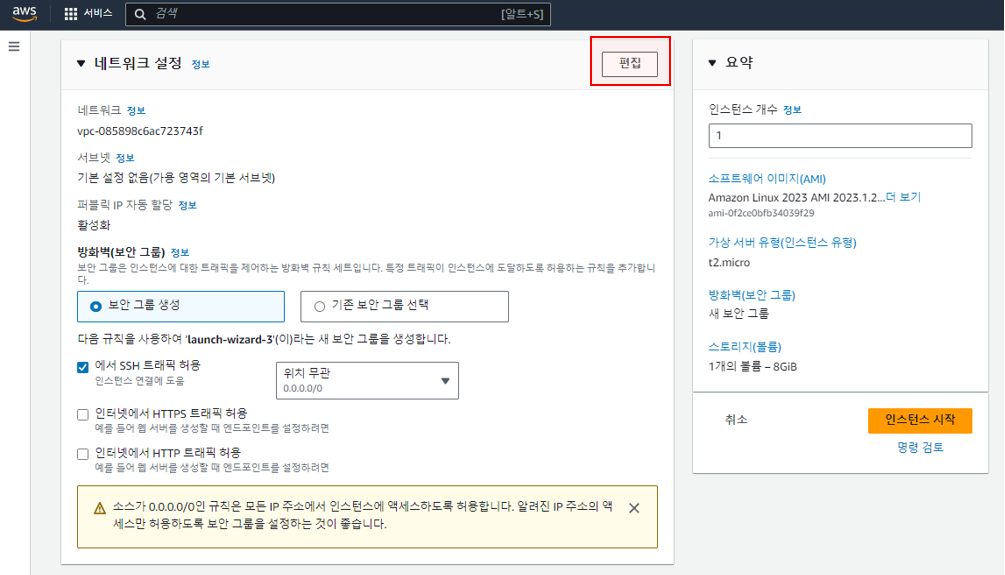 aws
서비스
검색
[알트+S]
네트워크 설정 정보
편집
네트워크 정보
vpc-085898c6ac723743f
서브넷 정보
기본 설정 없음(가용 영역의 기본 서브넷)
퍼블릭 IP 자동 할당 정보
활성화
방화벽(보안 그룹) 정보
보안 그룹은 인스턴스에 대한 트래픽을 제어하는 방화벽 규칙 세트입니다. 특정 트래픽이 인스턴스에 도달하도록 허용하는 규칙을 추가합니
다.
보안 그룹 생성
기존 보안 그룹 선택
다음 규칙을 사용하여 'launch-wizard-3'(이)라는 새 보안 그룹을 생성합니다.
에서 SSH 트래픽 허용
인스턴스 연결에 도움
위치 무관
0.0.0.0/0
인터넷에서 HTTPS 트래픽 허용
예를 들어 웹 서버를 생성할 때 엔드포인트를 설정하려면
인터넷에서 HTTP 트래픽 허용
예를 들어 웹 서버를 생성할 때 엔드포인트를 설정하려면
소스가 0.0.0.0/0인 규칙은 모든 IP 주소에서 인스턴스에 액세스하도록 허용합니다. 알려진 IP 주소의 액
세스만 허용하도록 보안 그룹을 설정하는 것이 좋습니다.
요약
인스턴스 개수 정보
1
소프트웨어 이미지(AMI)
Amazon Linux 2023 AMI 2023.1.2...더 보기
ami-0f2ce0bfb34039f29
가상 서버 유형(인스턴스 유형)
t2.micro
방화벽(보안 그룹)
새 보안 그룹
스토리지(볼륨)
1개의 볼륨 – 8GiB
취소
인스턴스 시작
명령 검토